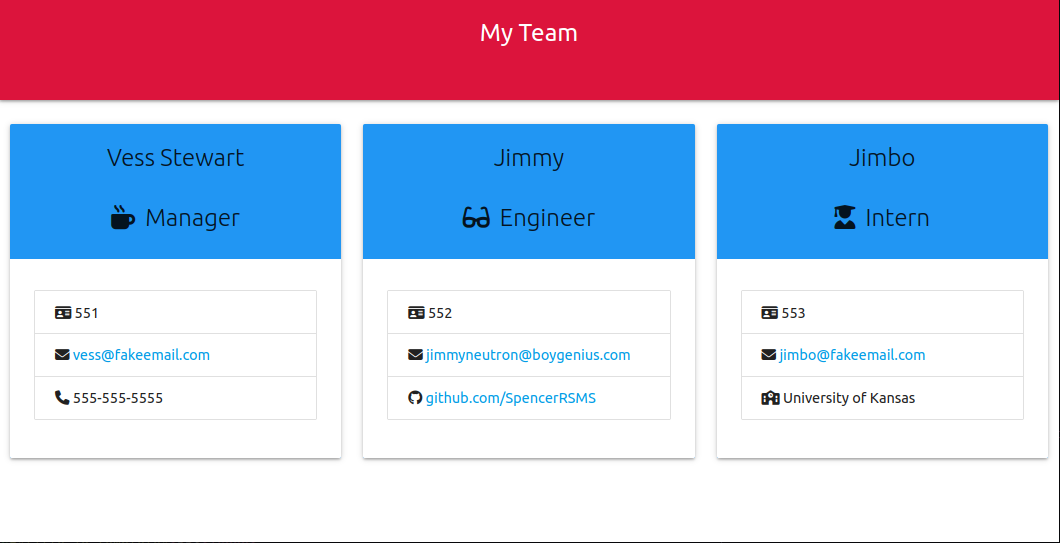 My Team
Vess Stewart
Manager
551
vess@fakeemail.com
555-555-5555
Jimmy
Engineer
552
jimmyneutron@boygenius.com
github.com/SpencerRSMS
Jimbo
Intern
553
jimbo@fakeemail.com
University of Kansas